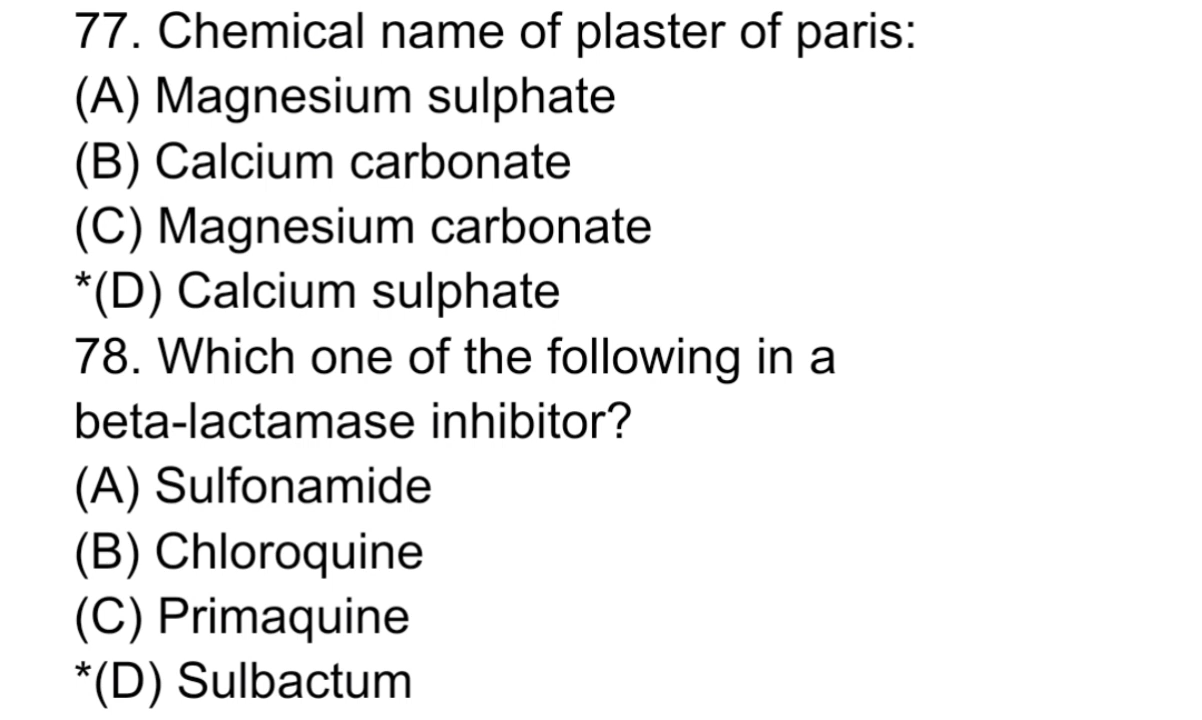 77. Chemical name of plaster of paris:
(A) Magnesium sulphate
(B) Calcium carbonate
(C) Magnesium carbonate
*(D) Calcium sulphate
78. Which one of the following in a
beta-lactamase inhibitor?
(A) Sulfonamide
(B) Chloroquine
(C) Primaquine
*(D) Sulbactum